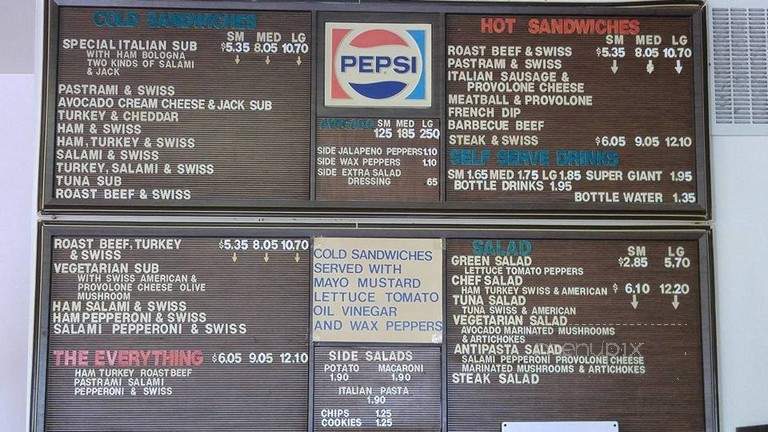 COLD SANDWICHES
SM MED LG
SPECIAL ITALIAN SUB $5.35 8.05 10.70
WITH HAM BOLOGNA
TWO KINDS OF SALAMI
& JACK
PASTRAMI & SWISS
AVOCADO CREAM CHEESE & JACK SUB
TURKEY & CHEDDAR
HAM & SWISS
HAM, TURKEY & SWISS
SALAMI & SWISS
TURKEY, SALAMI & SWISS
TUNA SUB
ROAST BEEF & SWISS
PEPSI
AVOCADO SM MED LG
125 185 250
SIDE JALAPENO PEPPERS 1.10
SIDE WAX PEPPERS 1.10
SIDE EXTRA SALAD
DRESSING 65
HOT SANDWICHES
SM MED LG
ROAST BEEF & SWISS $5.35 8.05 10.70
PASTRAMI & SWISS
ITALIAN SAUSAGE &
PROVOLONE CHEESE
MEATBALL & PROVOLONE
FRENCH DIP
BARBECUE BEEF
STEAK & SWISS $6.05 9.05 12.10
SELF SERVE DRINKS
SM 1.65 MED 1.75 LG 1.85 SUPER GIANT 1.95
BOTTLE DRINKS 1.95
BOTTLE WATER 1.35
ROAST BEEF, TURKEY $5.35 8.05 10.70
& SWISS
VEGETARIAN SUB
WITH SWISS AMERICAN &
PROVOLONE CHEESE OLIVE
MUSHROOM
HAM SALAMI & SWISS
HAM PEPPERONI & SWISS
SALAMI PEPPERONI & SWISS
THE EVERYTHING $6.05 9.05 12.10
HAM TURKEY ROAST BEEF
PASTRAMI SALAMI
PEPPERONI & SWISS
COLD SANDWICHES
SERVED WITH
MAYO MUSTARD
LETTUCE TOMATO
OIL VINEGAR
AND WAX PEPPERS
SIDE SALADS
POTATO MACARONI
1.90 1.90
ITALIAN PASTA
1.90
CHIPS 1.25
COOKIES 1.25
SALAD
SM LG
GREEN SALAD $2.85 5.70
LETTUCE TOMATO PEPPERS
CHEF SALAD
HAM TURKEY SWISS & AMERICAN $ 6.10 12.20
TUNA SALAD
TUNA SWISS & AMERICAN
VEGETARIAN SALAD
AVOCADO MARINATED MUSHROOMS
& ARTICHOKES
ANTIPASTA SALAD
SALAMI PEPPERONI PROVOLONE CHEESE
MARINATED MUSHROOMS & ARTICHOKES
STEAK SALAD
menupix